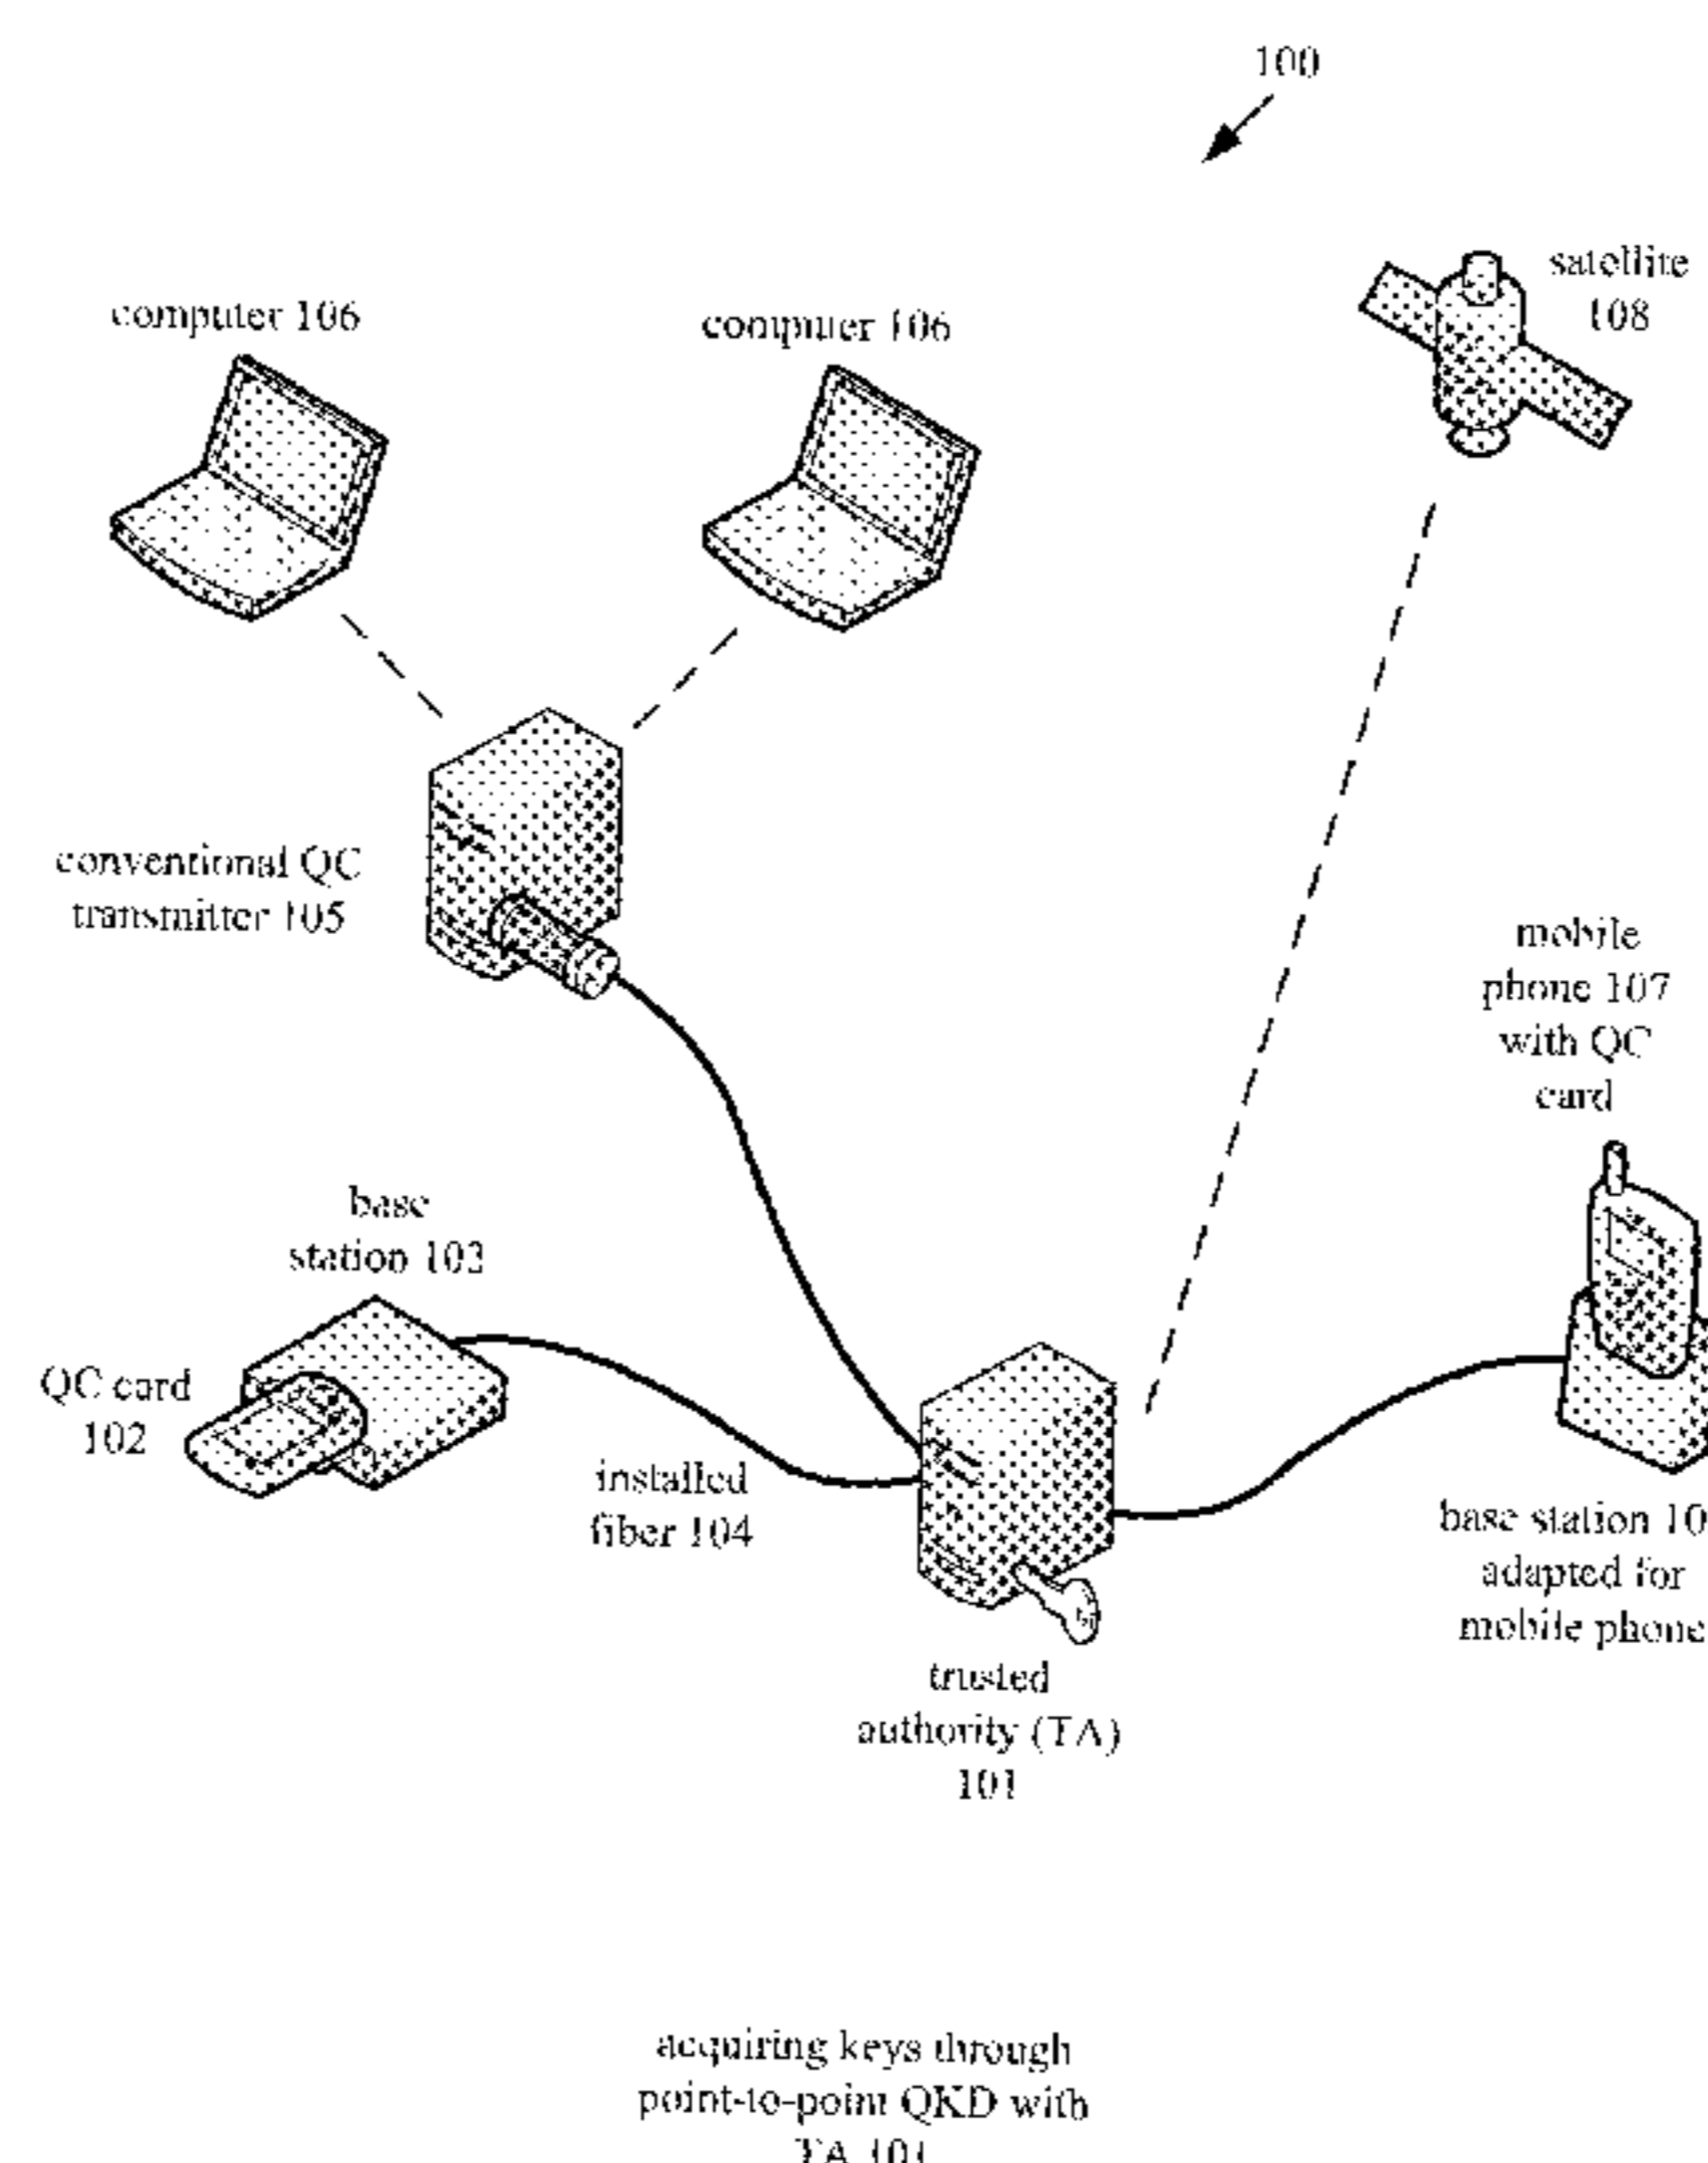 100
satellite
108
computer 106
computer 106
conventional QC
transmitter 105
mobile
phone 107
with QC
card
base
station 103
QC card
102
installed
fiber 104
base station 10
adapted for
mobile phone
trusted
authority (TA)
101
acquiring keys through
point-to-point QKD with
TA 101